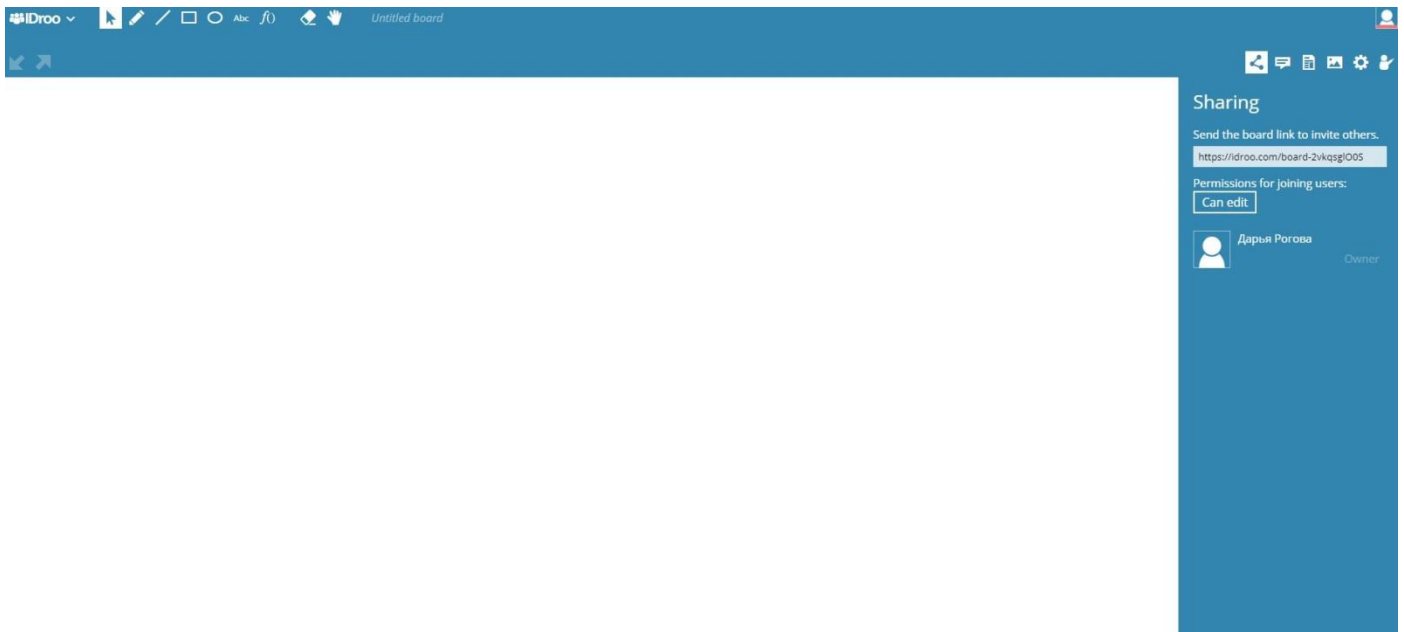 IDroo
Abc f() Untitled board
Sharing
Send the board link to invite others.
https://idroo.com/board-2vkqsglO05
Permissions for joining users:
Can edit
Дарья Рогова
Owner